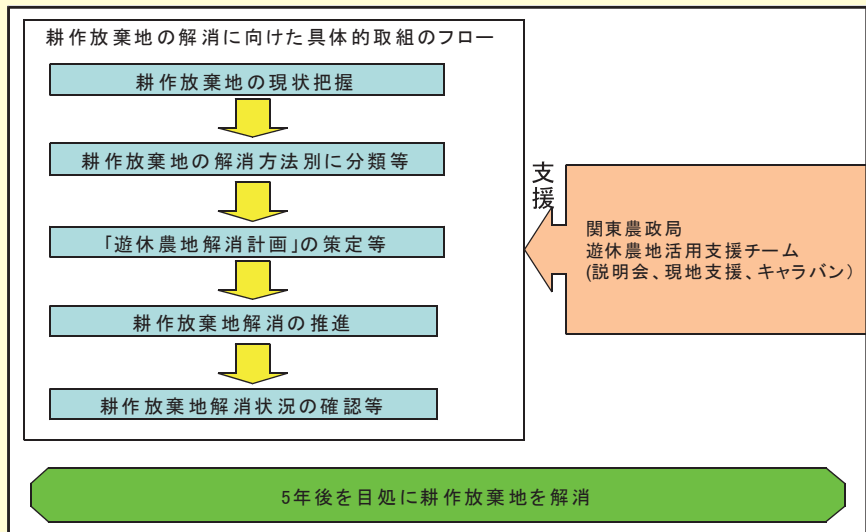 耕作放棄地の解消に向けた具体的取組のフロー
耕作放棄地の現状把握
耕作放棄地の解消方法別に分類等
「遊休農地解消計画」の策定等
耕作放棄地解消の推進
耕作放棄地解消状況の確認等
支援
関東農政局
遊休農地活用支援チーム
(説明会、現地支援、キャラバン）
5年後を目処に耕作放棄地を解消